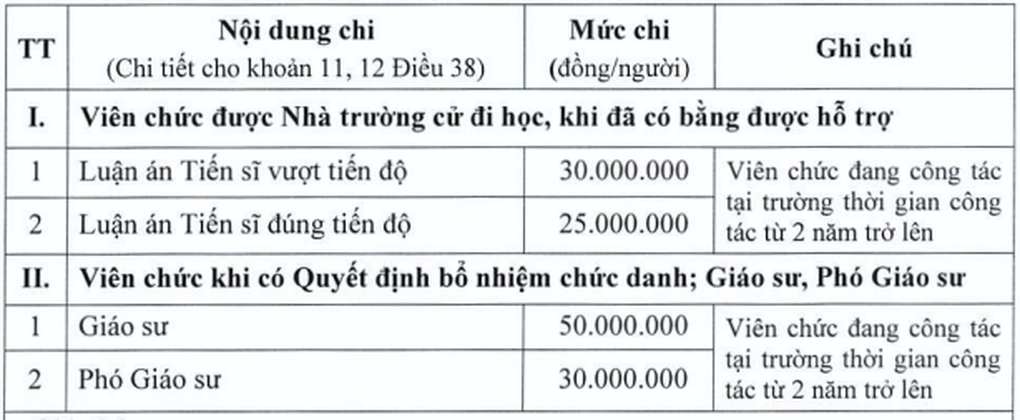 TT
Nội dung chi
(Chi tiết cho khoản 11, 12 Điều 38)
Mức chi
(đồng/người)
Ghi chú
I. Viên chức được Nhà trường cử đi học, khi đã có bằng được hỗ trợ
1 Luận án Tiến sĩ vượt tiến độ 30.000.000
2 Luận án Tiến sĩ đúng tiến độ 25.000.000
Viên chức đang công tác
tại trường thời gian công
tác từ 2 năm trở lên
II. Viên chức khi có Quyết định bổ nhiệm chức danh; Giáo sư, Phó Giáo sư
1 Giáo sư 50.000.000
2 Phó Giáo sư 30.000.000
Viên chức đang công tác
tại trường thời gian công
tác từ 2 năm trở lên